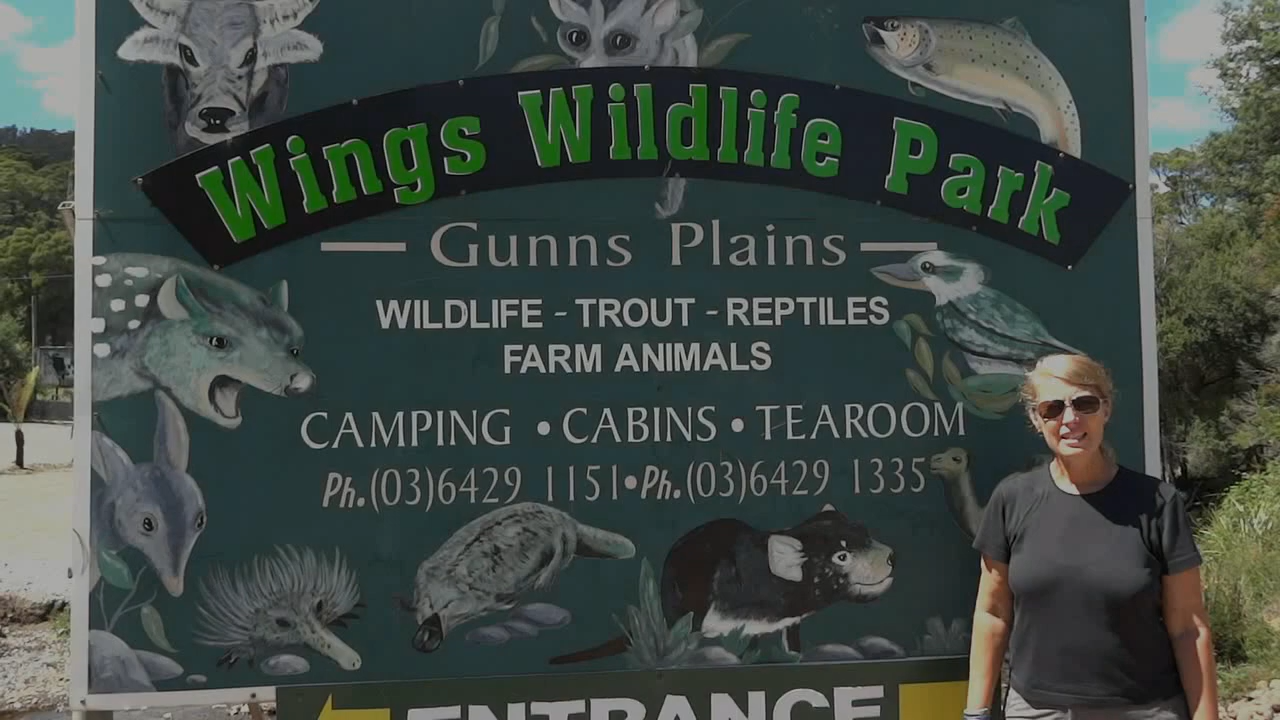 Wings Wildlife Park
Gunns Plains
WILDLIFE - TROUT - REPTILES
FARM ANIMALS
CAMPING • CABINS • TEAROOM
Ph.(03)6429 1151•Ph.(03)6429 1335
ENTRANCE